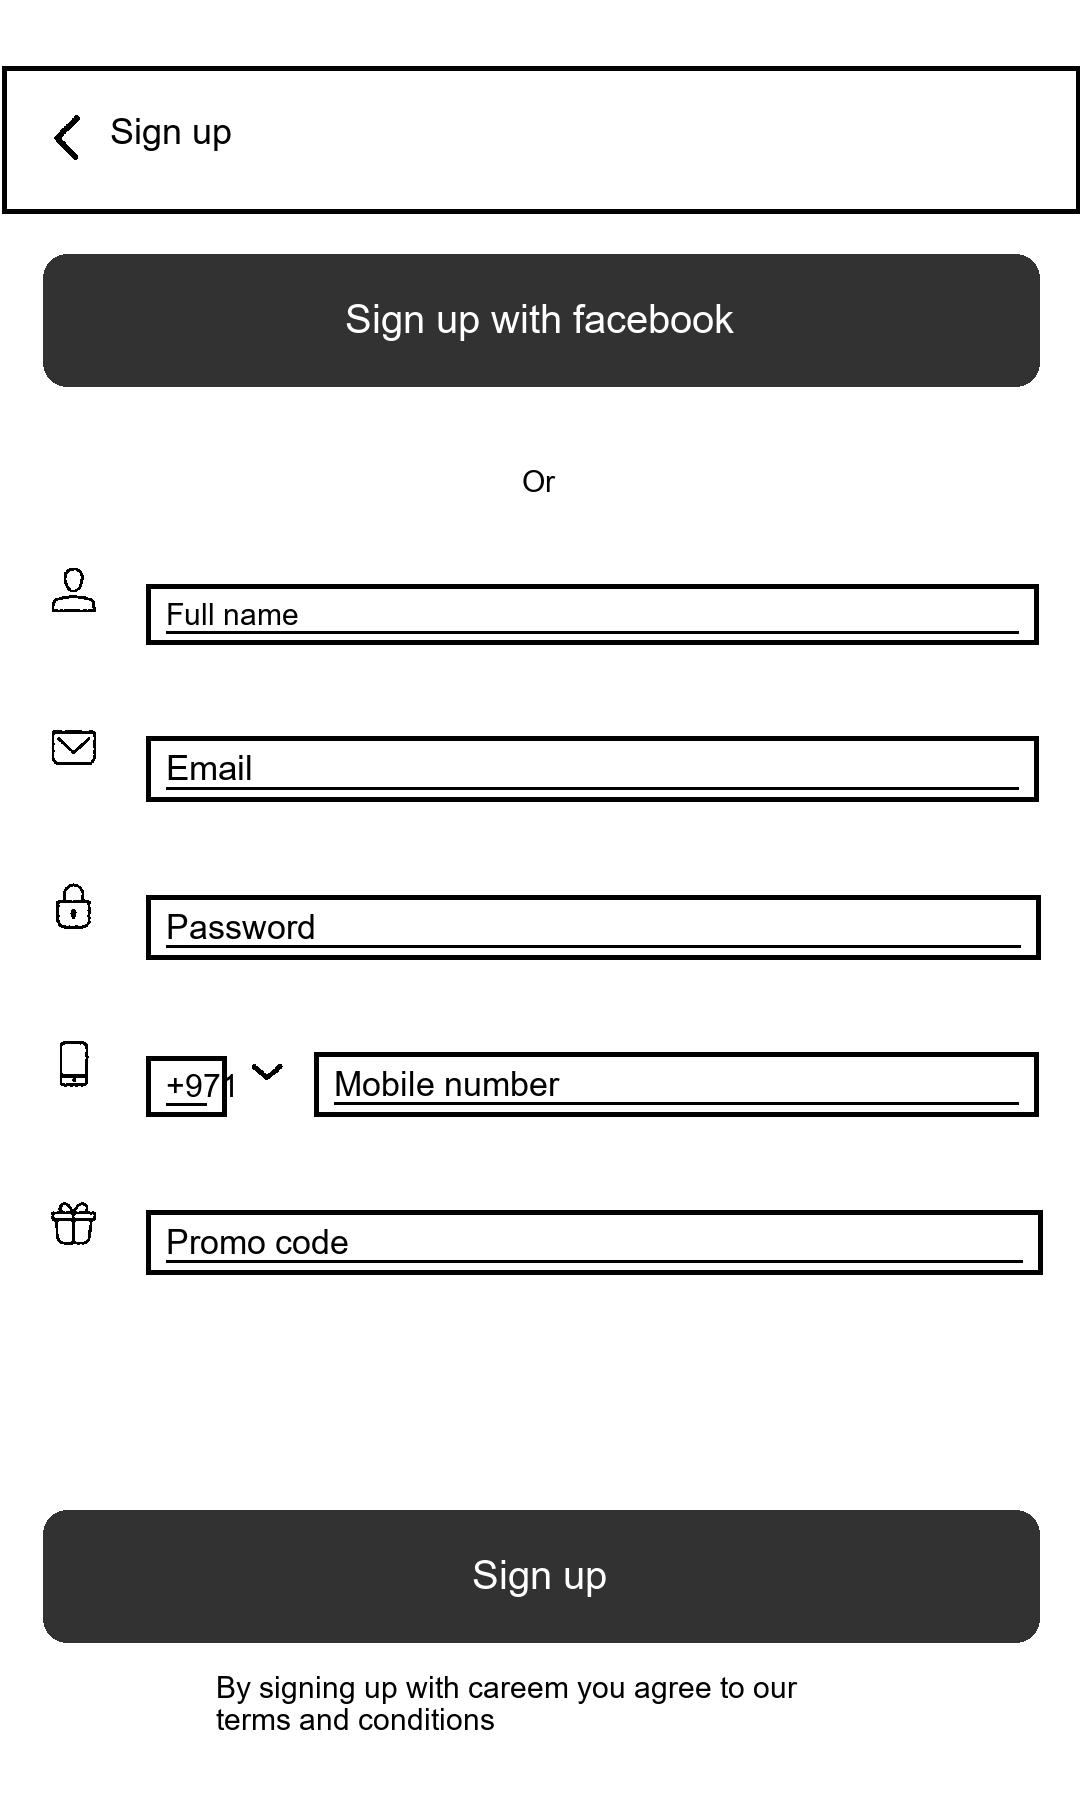 Sign up
Sign up with facebook
Or
Full name
Email
Password
+971
Mobile number
Promo code
Sign up
By signing up with careem you agree to our
terms and conditions